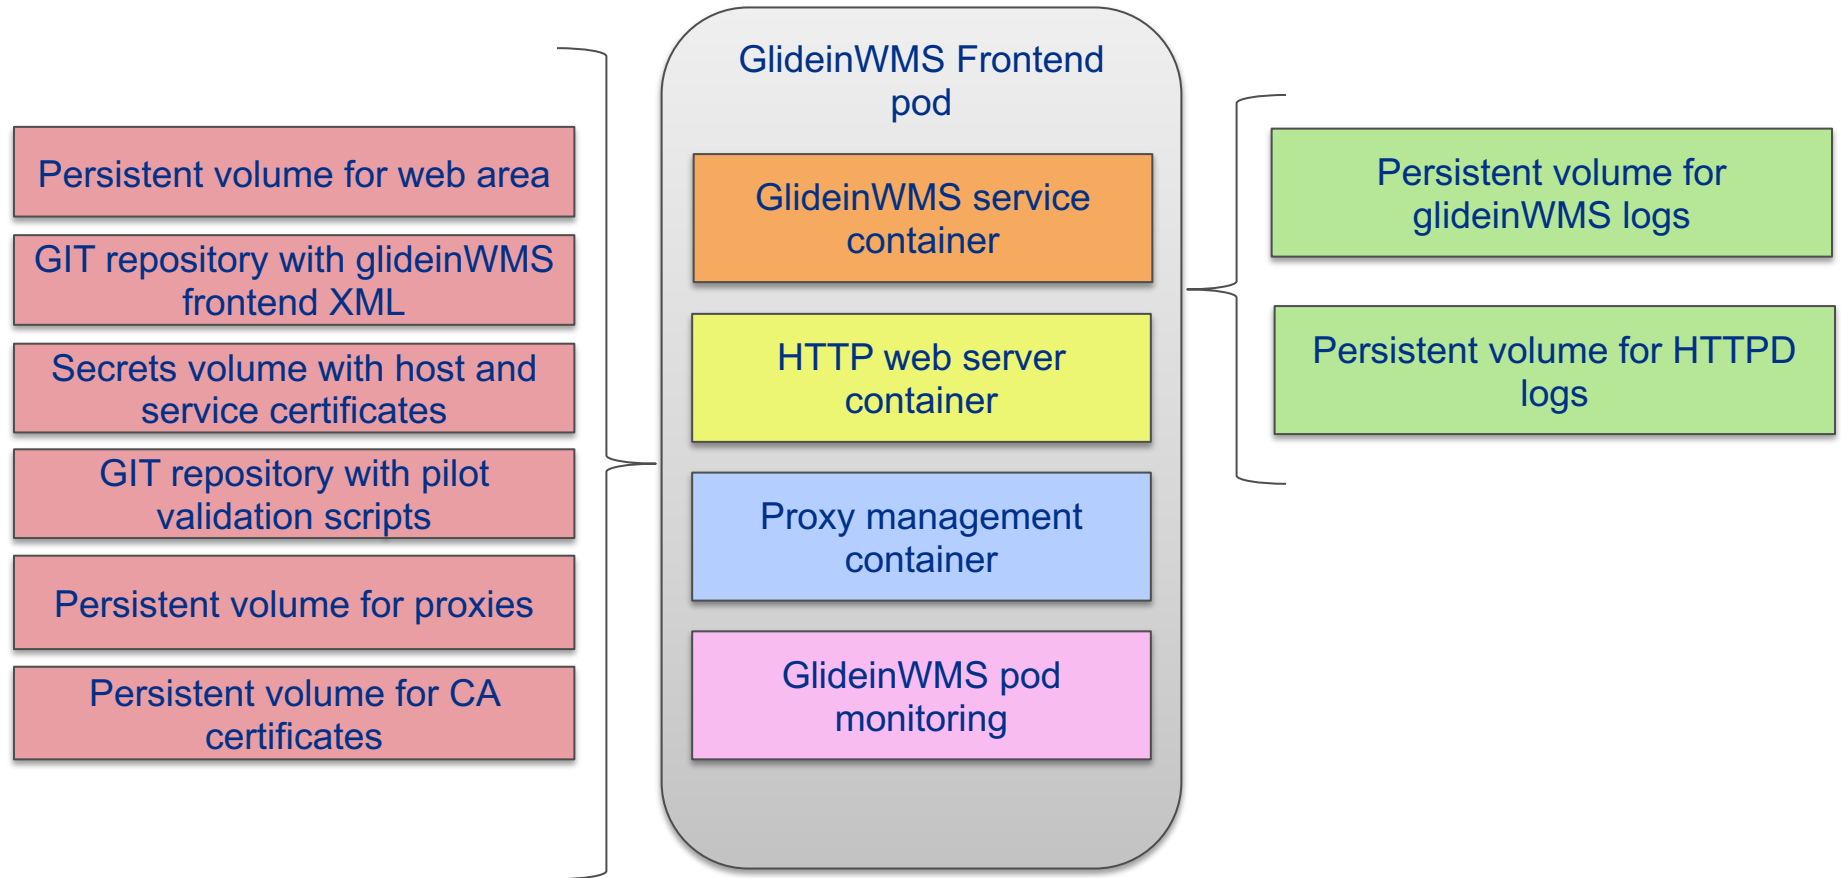 GlideinWMS Frontend
pod
Persistent volume for web area
GIT repository with glideinWMS
frontend XML
Secrets volume with host and
service certificates
GIT repository with pilot
validation scripts
Persistent volume for proxies
Persistent volume for CA
certificates
GlideinWMS service
container
HTTP web server
container
Proxy management
container
GlideinWMS pod
monitoring
Persistent volume for
glideinWMS logs
Persistent volume for HTTPD
logs